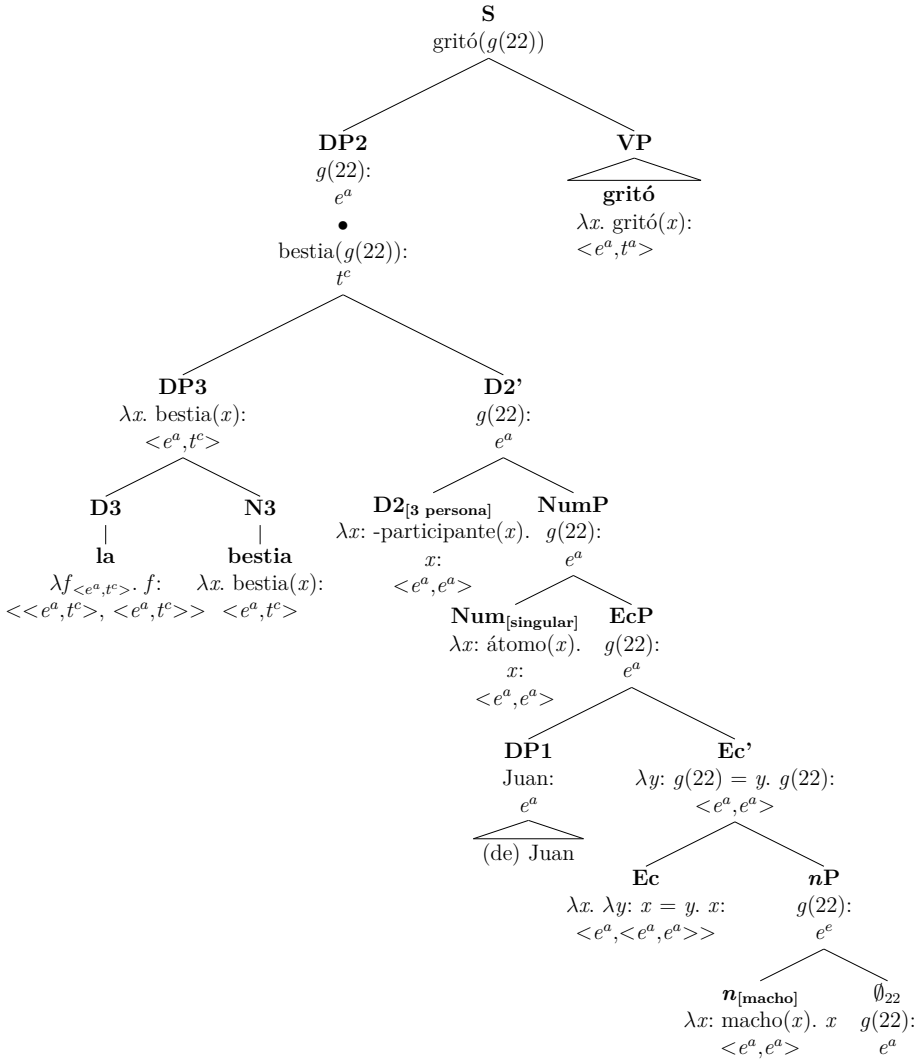 S
gritó(g(22))
DP2
g(22):
e^a
•
bestia(g(22)):
t^c
VP
gritó
λx. gritó(x):
<e^a,t^a>
DP3
λx. bestia(x):
<e^a,t^c>
D2’
g(22):
e^a
D3
la
λf_<e^a,t^c>. f:
<<e^a,t^c>, <e^a,t^c>>
N3
bestia
λx. bestia(x):
<e^a,t^c>
D2[3 persona]
λx: -participante(x).
x:
<e^a,e^a>
NumP
g(22):
e^a
Num[singular]
λx: átomo(x).
x:
<e^a,e^a>
EcP
g(22):
e^a
DP1
Juan:
e^a
(de) Juan
Ec’
λy: g(22) = y. g(22):
<e^a,e^a>
Ec
λx. λy: x = y. x:
<e^a,<e^a,e^a>>
nP
g(22):
e^e
n[macho]
λx: macho(x). x
<e^a,e^a>
∅22
g(22):
e^a